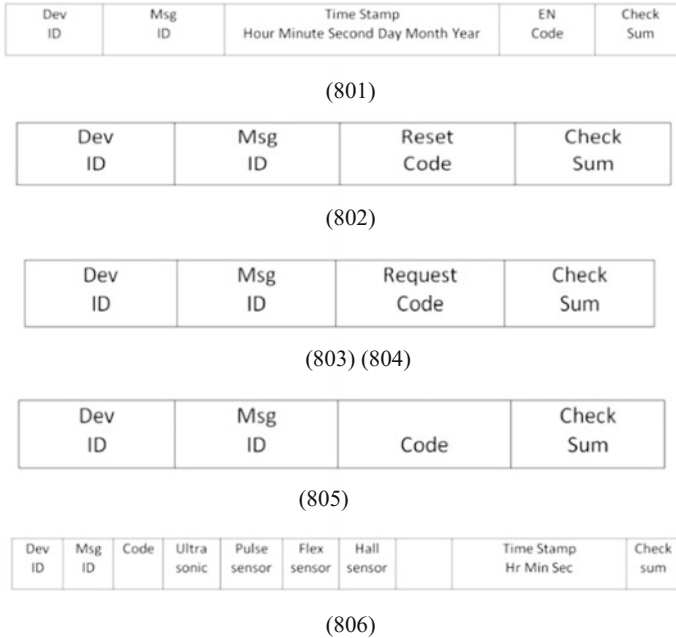 Dev Msg Time Stamp EN Check
ID ID Hour Minute Second Day Month Year Code Sum
(801)
Dev Msg Reset Check
ID ID Code Sum
(802)
Dev Msg Request Check
ID ID Code Sum
(803) (804)
Dev Msg Check
ID ID Code Sum
(805)
Dev Msg Code Ultra Pulse Flex Hall Time Stamp Check
ID ID sonic sensor sensor sensor Hr Min Sec sum
(806)